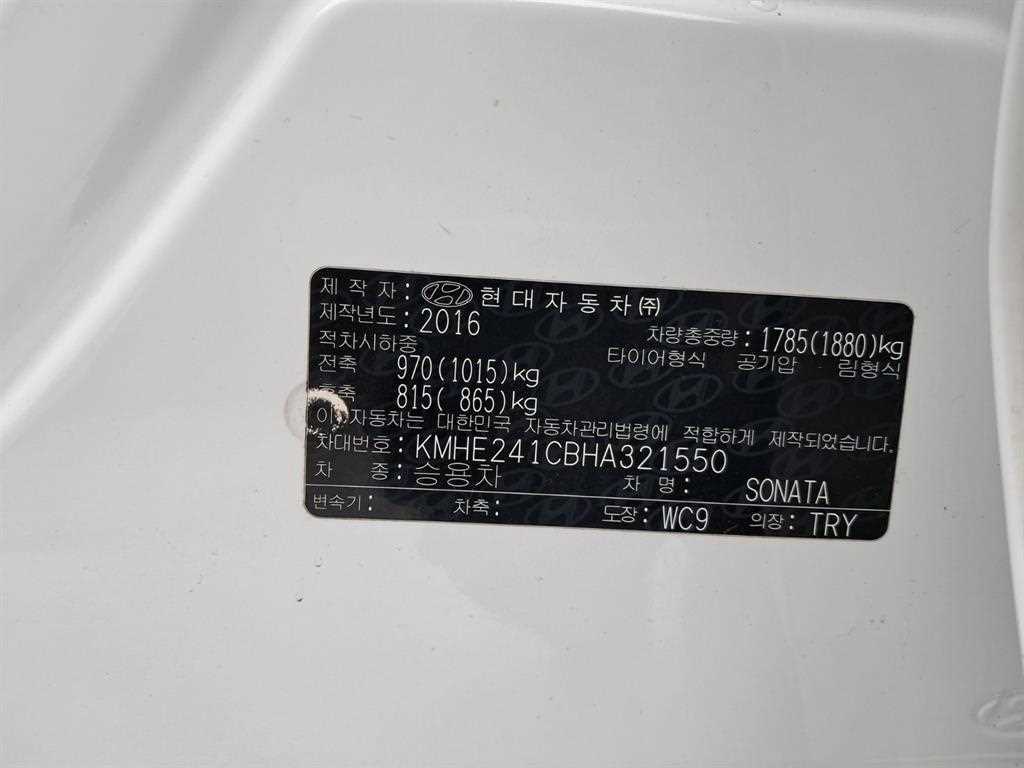 제 작 자 : 현대자동차㈜
제작년도 : 2016 차량총중량 : 1785(1880)kg
적차시하중 타이어형식 공기압 림형식
전축 970(1015)kg
815( 865)kg
이 자동차는 대한민국 자동차관리법령에 적합하게 제작되었습니다.
차대번호 : KMHE241CBHA321550
차 종 : 승용차 차 명 : SONATA
변속기 : 차축 : 도장 : WC9 의장 : TRY